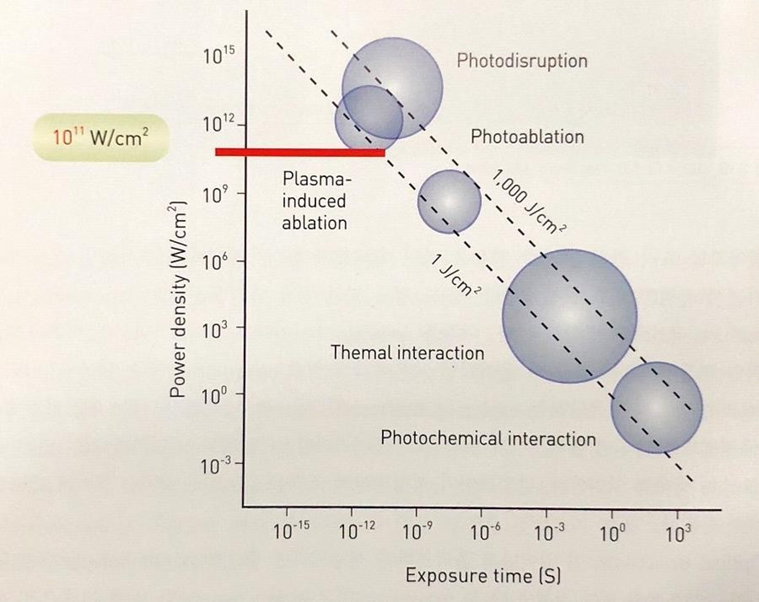 10¹⁵
Photodisruption
10¹¹ W/cm²
10¹²
Photoablation
Plasma-
induced
ablation
10⁹
1,000 J/cm²
1 J/cm²
10⁶
Power density (W/cm²)
10³
Themal interaction
10⁰
Photochemical interaction
10⁻³
10⁻¹⁵ 10⁻¹² 10⁻⁹ 10⁻⁶ 10⁻³ 10⁰ 10³
Exposure time (S)